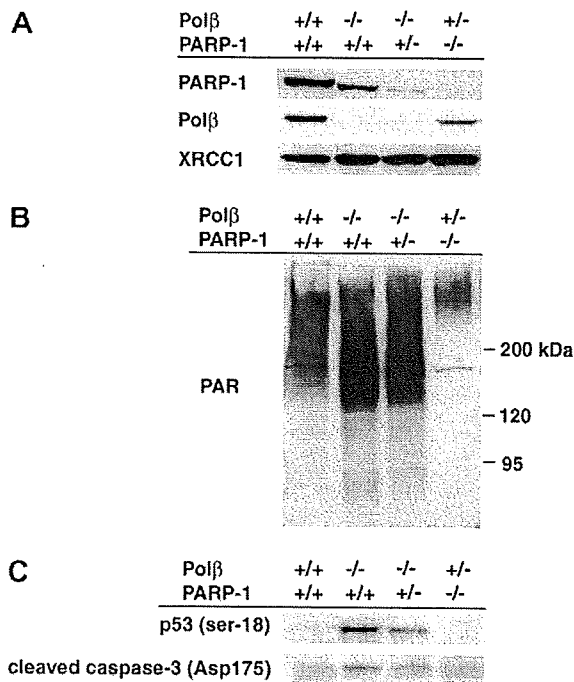 A
Polβ +/+ -/- -/- +/-
PARP-1 +/+ +/+ +/- -/-
PARP-1
Polβ
XRCC1
B
Polβ +/+ -/- -/- +/-
PARP-1 +/+ +/+ +/- -/-
200 kDa
PAR
120
95
C
Polβ +/+ -/- -/- +/-
PARP-1 +/+ +/+ +/- -/-
p53 (ser-18)
cleaved caspase-3 (Asp175)